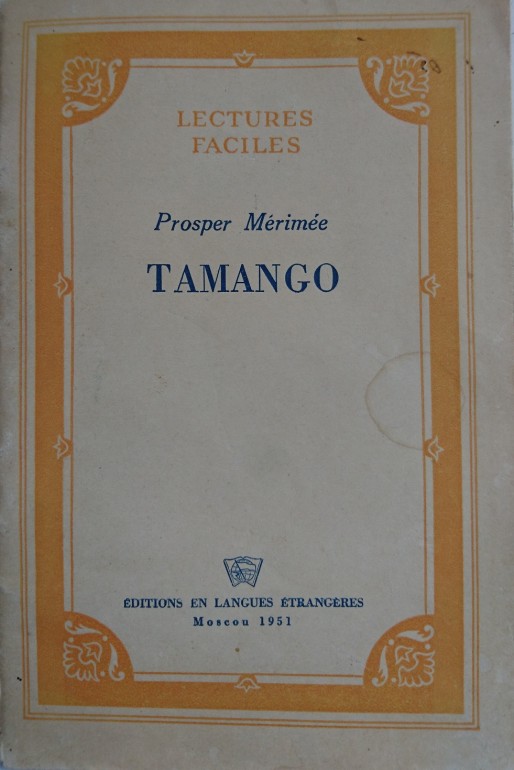 LECTURES
FACILES
Prosper Mérimée
TAMANGO
ÉDITIONS EN LANGUES ÉTRANGÈRES
Moscou 1951